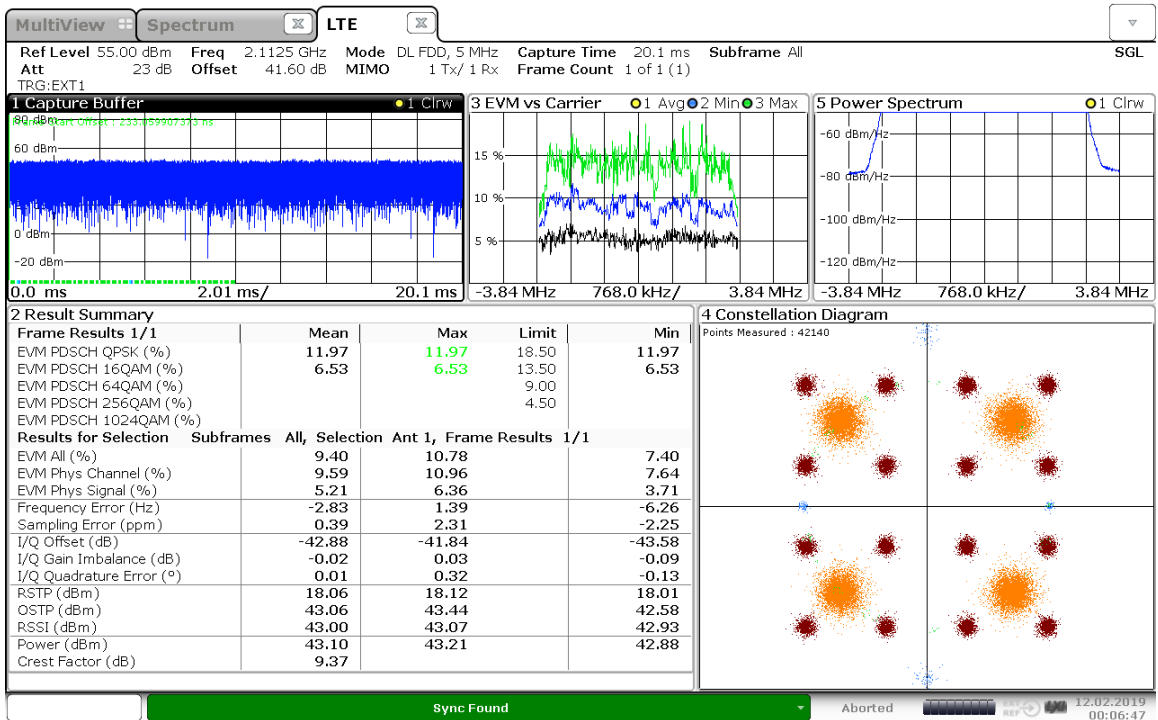 MultiView Spectrum LTE
Ref Level 55.00 dBm Freq 2.1125 GHz Mode DL FDD, 5 MHz Capture Time 20.1 ms Subframe All SGL
Att 23 dB Offset 41.60 dB MIMO 1 Tx/ 1 Rx Frame Count 1 of 1 (1)
TRG:EXT1
1 Capture Buffer 1 Clrw
80 dBm
Frame Start Offset : 233.059907373 ms
60 dBm
0 dBm
-20 dBm
0.0 ms 2.01 ms/ 20.1 ms
3 EVM vs Carrier 1 Avg 2 Min 3 Max
15 %
10 %
5 %
-3.84 MHz 768.0 kHz/ 3.84 MHz
5 Power Spectrum 1 Clrw
-60 dBm/Hz
-80 dBm/Hz
-100 dBm/Hz
-120 dBm/Hz
-3.84 MHz 768.0 kHz/ 3.84 MHz
2 Result Summary
Frame Results 1/1 Mean Max Limit Min
EVM PDSCH QPSK (%) 11.97 11.97 18.50 11.97
EVM PDSCH 16QAM (%) 6.53 6.53 13.50 6.53
EVM PDSCH 64QAM (%) 9.00
EVM PDSCH 256QAM (%) 4.50
EVM PDSCH 1024QAM (%)
Results for Selection Subframes All, Selection Ant 1, Frame Results 1/1
EVM All (%) 9.40 10.78 7.40
EVM Phys Channel (%) 9.59 10.96 7.64
EVM Phys Signal (%) 5.21 6.36 3.71
Frequency Error (Hz) -2.83 1.39 -6.26
Sampling Error (ppm) 0.39 2.31 -2.25
I/Q Offset (dB) -42.88 -41.84 -43.58
I/Q Gain Imbalance (dB) -0.02 0.03 -0.09
I/Q Quadrature Error (º) 0.01 0.32 -0.13
RSTP (dBm) 18.06 18.12 18.01
OSTP (dBm) 43.06 43.44 42.58
RSSI (dBm) 43.00 43.07 42.93
Power (dBm) 43.10 43.21 42.88
Crest Factor (dB) 9.37
4 Constellation Diagram
Points Measured : 42140
Sync Found Aborted EXT REF 12.02.2019
00:06:47